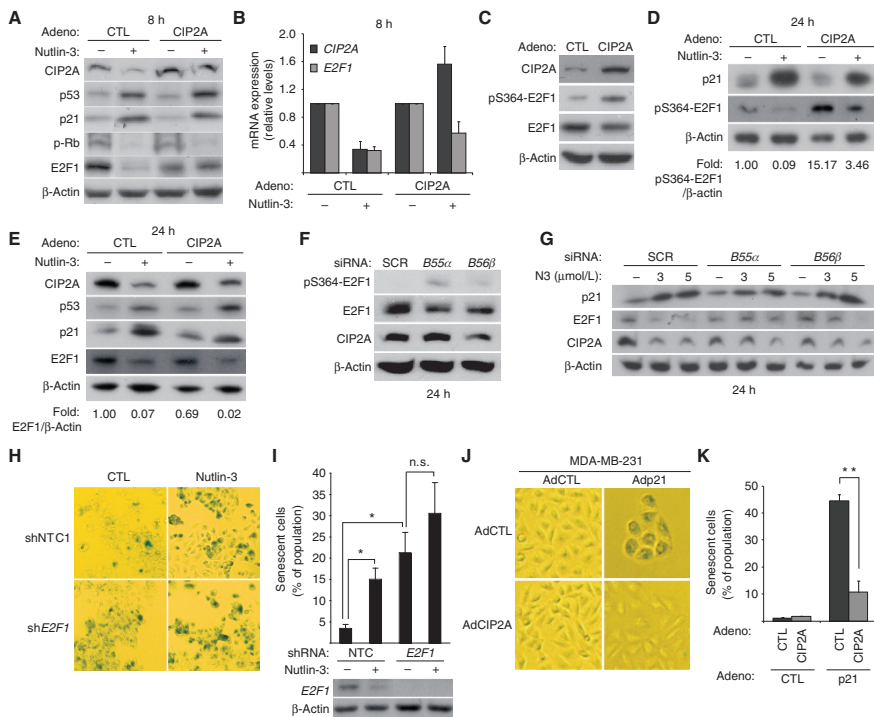 A
8 h
Adeno: CTL CIP2A
Nutlin-3: – + – +
CIP2A
p53
p21
p-Rb
E2F1
β-Actin
B
8 h
CIP2A
E2F1
mRNA expression
(relative levels)
2.0
1.6
1.2
0.8
0.4
Adeno: CTL CIP2A
Nutlin-3: – + – +
C
Adeno: CTL CIP2A
CIP2A
pS364-E2F1
E2F1
β-Actin
D
24 h
Adeno: CTL CIP2A
Nutlin-3: – + – +
p21
pS364-E2F1
β-Actin
Fold: 1.00 0.09 15.17 3.46
pS364-E2F1
/β-actin
E
24 h
Adeno: CTL CIP2A
Nutlin-3: – + – +
CIP2A
p53
p21
E2F1
β-Actin
Fold: 1.00 0.07 0.69 0.02
E2F1/β-Actin
F
siRNA: SCR B55α B56β
pS364-E2F1
E2F1
CIP2A
β-Actin
24 h
G
siRNA: SCR B55α B56β
N3 (μmol/L): – 3 5 – 3 5 – 3 5
p21
E2F1
CIP2A
β-Actin
24 h
H
CTL Nutlin-3
shNTC1
shE2F1
I
n.s.
*
*
Senescent cells
(% of population)
40
35
30
25
20
15
10
5
shRNA: NTC E2F1
Nutlin-3: – + – +
E2F1
β-Actin
J
MDA-MB-231
AdCTL Adp21
AdCTL
AdCIP2A
K
**
Senescent cells
(% of population)
50
40
30
20
10
0
Adeno: CTL CIP2A CTL CIP2A
Adeno: CTL p21